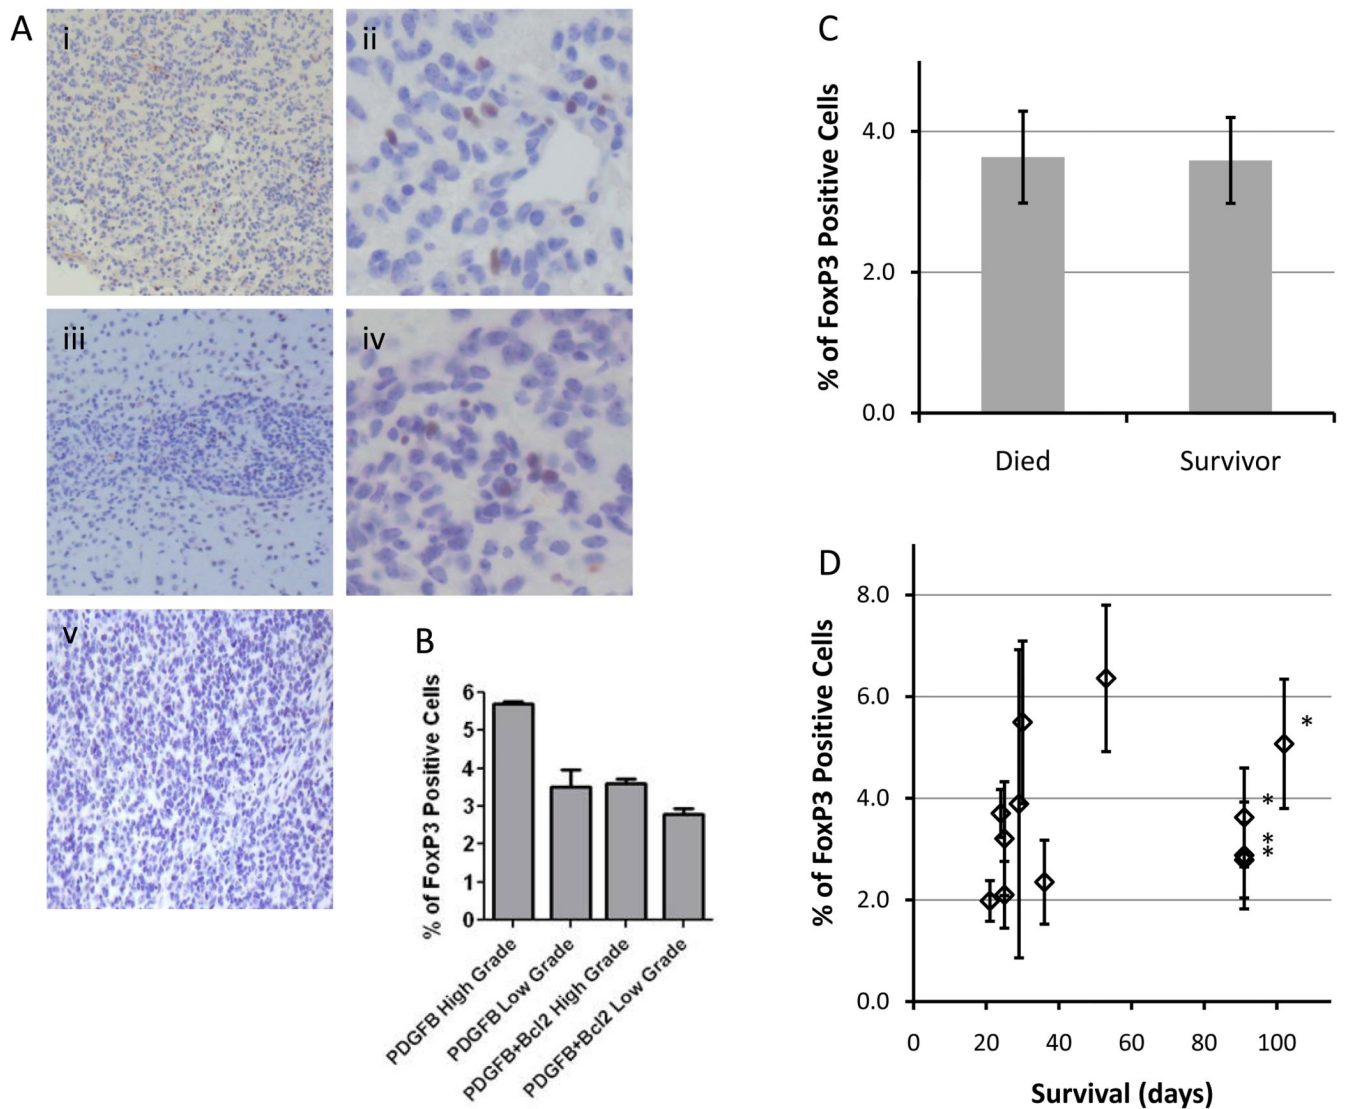 A
i
ii
iii
iv
v
B
% of FoxP3 Positive Cells
6
5
4
3
2
1
0
PDGFB High Grade
PDGFB Low Grade
PDGFB+Bcl2 High Grade
PDGFB+Bcl2 Low Grade
C
% of FoxP3 Positive Cells
4.0
2.0
0.0
Died Survivor
D
% of FoxP3 Positive Cells
8.0
6.0
4.0
2.0
0.0
*
*
*
*
0 20 40 60 80 100
Survival (days)